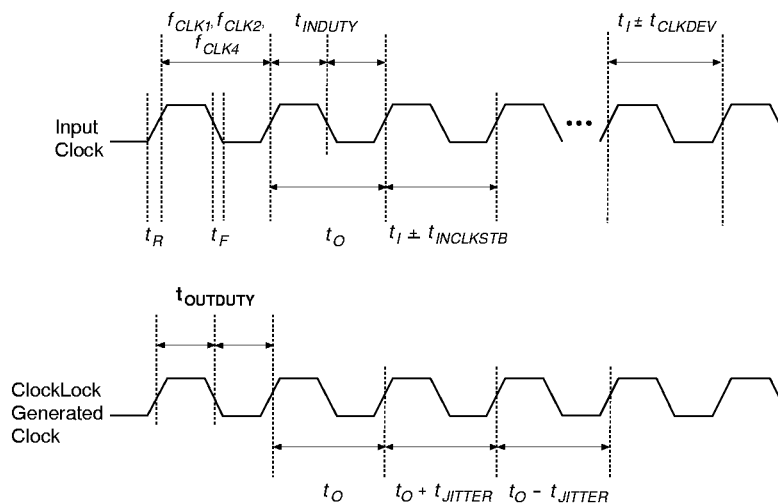 fCLK1, fCLK2,
fCLK4
tINDUTY
tI ± tCLKDEV
Input
Clock
tR
tF
tO
tI ± tINCLKSTB
tOUTDUTY
ClockLock
Generated
Clock
tO
tO + tJITTER
tO – tJITTER